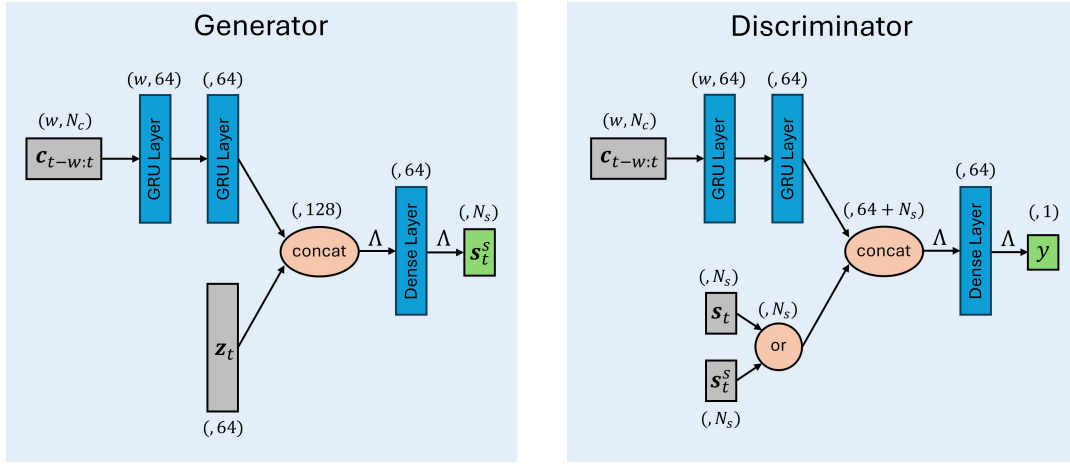 Generator
(w, 64)
(, 64)
(w, N_c)
c_{t−w:t}
GRU Layer
GRU Layer
(, 64)
(, 128)
(, N_s)
concat
Λ
Dense Layer
Λ
s_t^s
z_t
(, 64)
Discriminator
(w, 64)
(, 64)
(w, N_c)
c_{t−w:t}
GRU Layer
GRU Layer
(, 64)
(, 64 + N_s)
(, 1)
concat
Λ
Dense Layer
Λ
y
(, N_s)
s_t
(, N_s)
or
s_t^s
(, N_s)